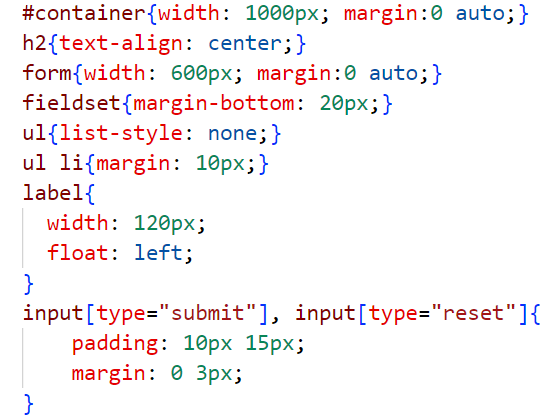 #container{width: 1000px; margin:0 auto;}
h2{text-align: center;}
form{width: 600px; margin:0 auto;}
fieldset{margin-bottom: 20px;}
ul{list-style: none;}
ul li{margin: 10px;}
label{
  width: 120px;
  float: left;
}
input[type="submit"], input[type="reset"]{
    padding: 10px 15px;
    margin: 0 3px;
}